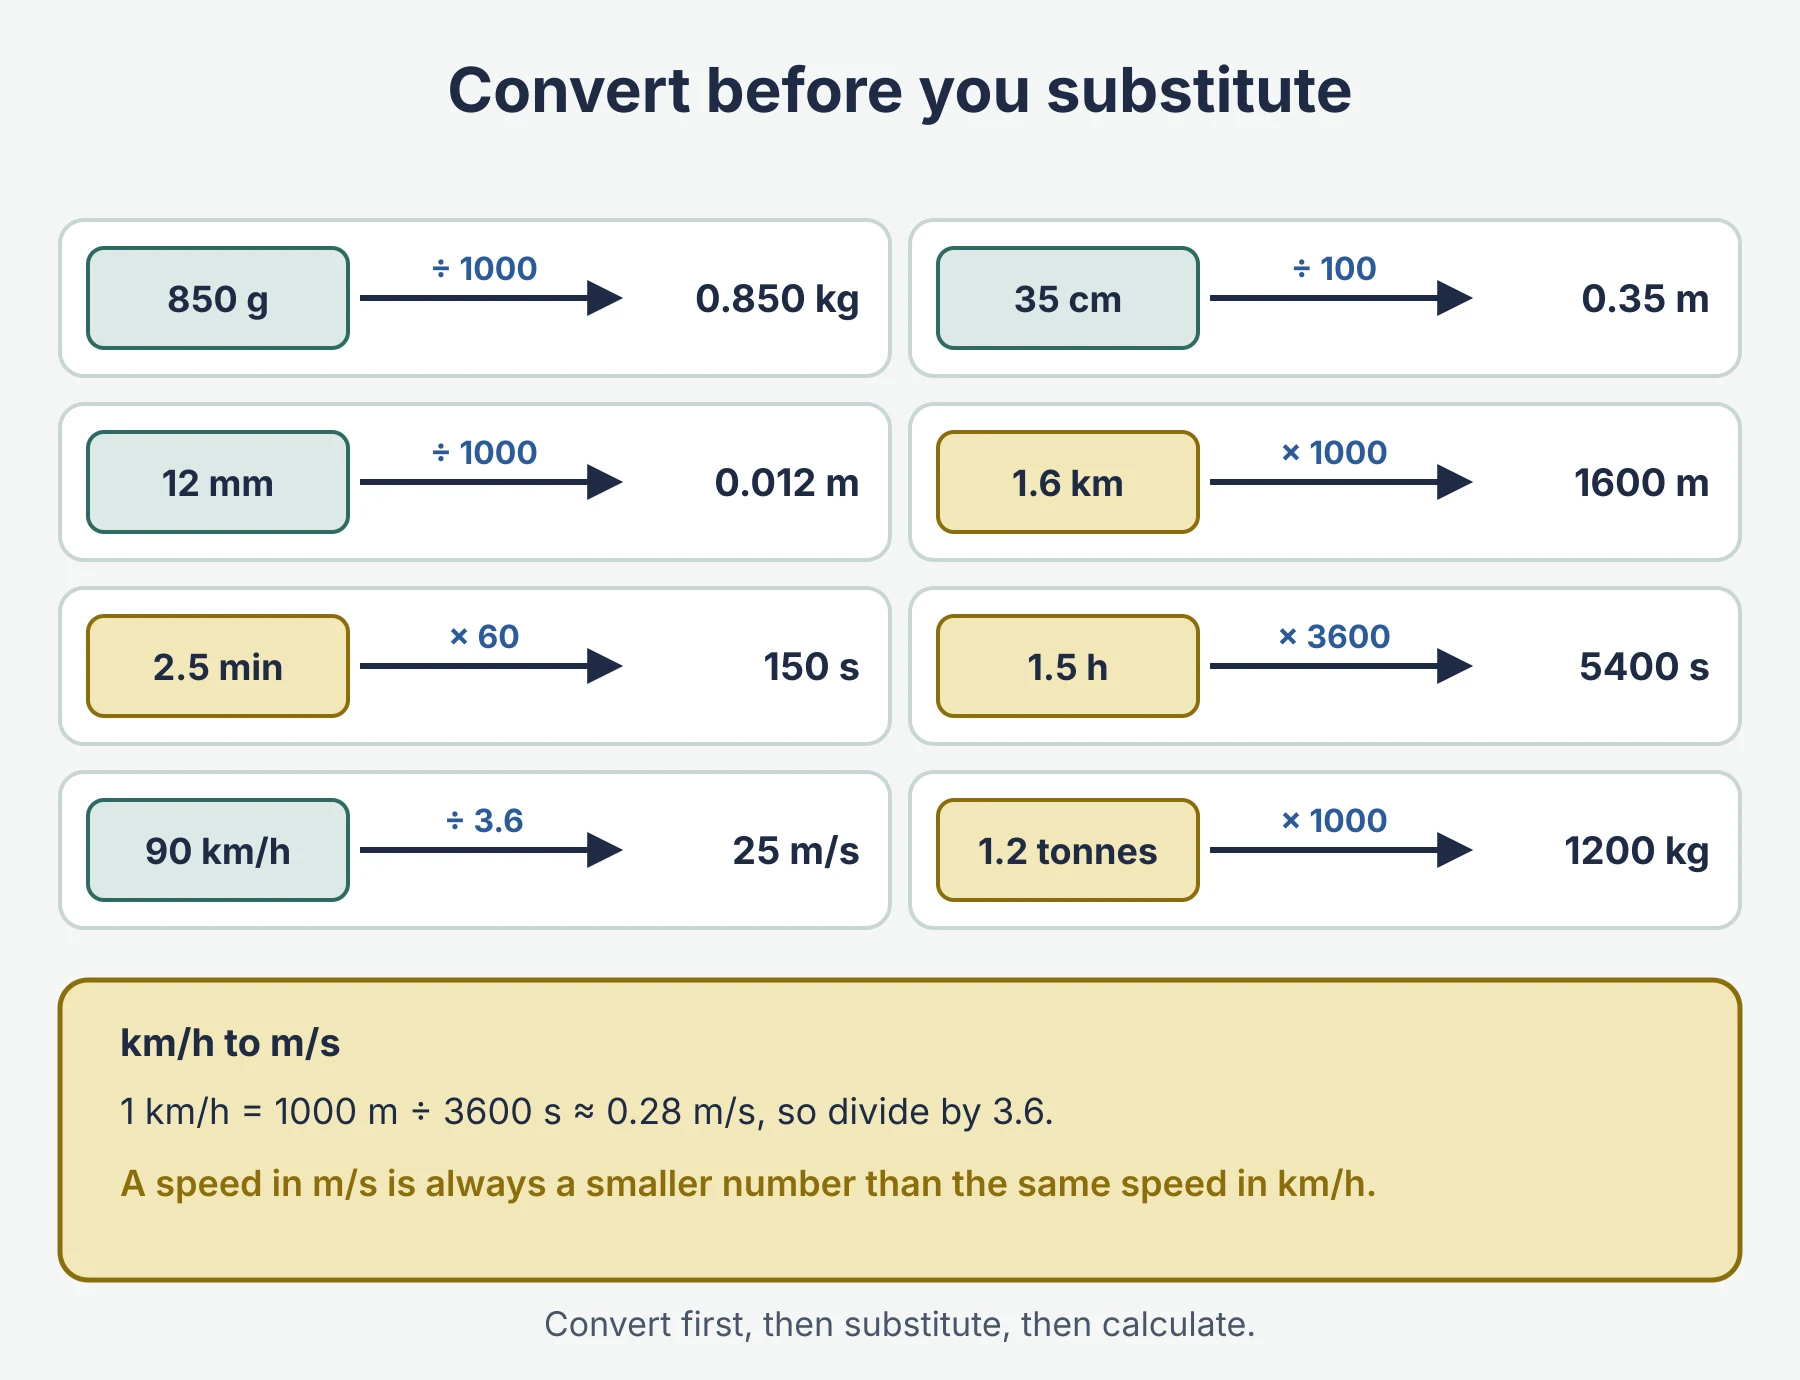 Convert before you substitute
850 g ÷ 1000 0.850 kg
35 cm ÷ 100 0.35 m
12 mm ÷ 1000 0.012 m
1.6 km × 1000 1600 m
2.5 min × 60 150 s
1.5 h × 3600 5400 s
90 km/h ÷ 3.6 25 m/s
1.2 tonnes × 1000 1200 kg
km/h to m/s
1 km/h = 1000 m ÷ 3600 s ≈ 0.28 m/s, so divide by 3.6.
A speed in m/s is always a smaller number than the same speed in km/h.
Convert first, then substitute, then calculate.